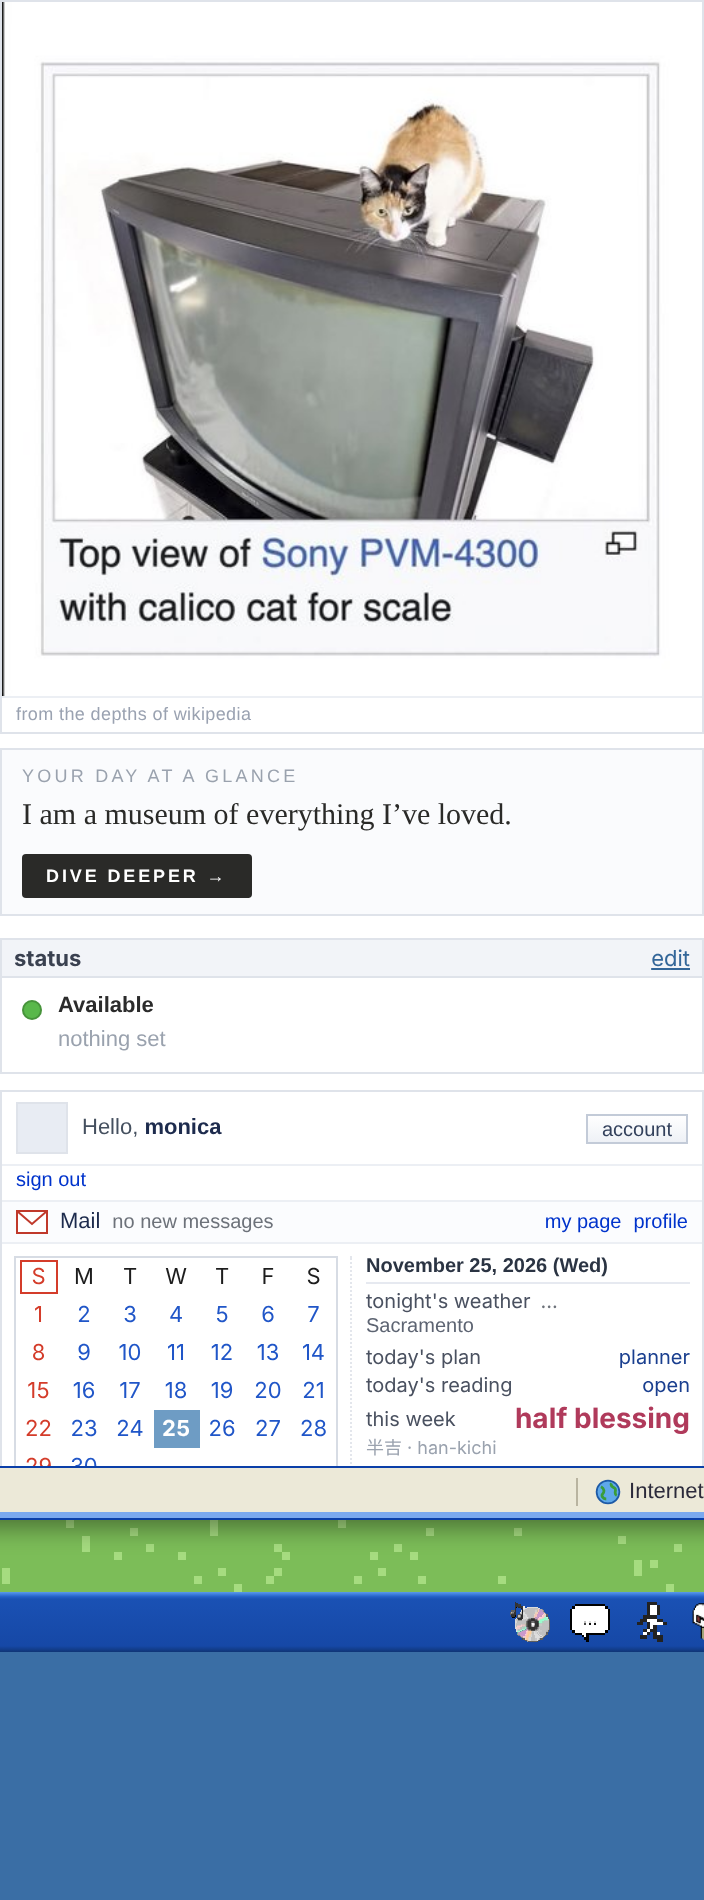 Top view of Sony PVM-4300
with calico cat for scale
from the depths of wikipedia
YOUR DAY AT A GLANCE
I am a museum of everything I’ve loved.
DIVE DEEPER →
status edit
Available
nothing set
Hello, monica account
sign out
Mail no new messages my page profile
S M T W T F S
1 2 3 4 5 6 7
8 9 10 11 12 13 14
15 16 17 18 19 20 21
22 23 24 25 26 27 28
29 30
November 25, 2026 (Wed)
tonight's weather ...
Sacramento
today's plan planner
today's reading open
this week half blessing
半吉 · han-kichi
Internet
...